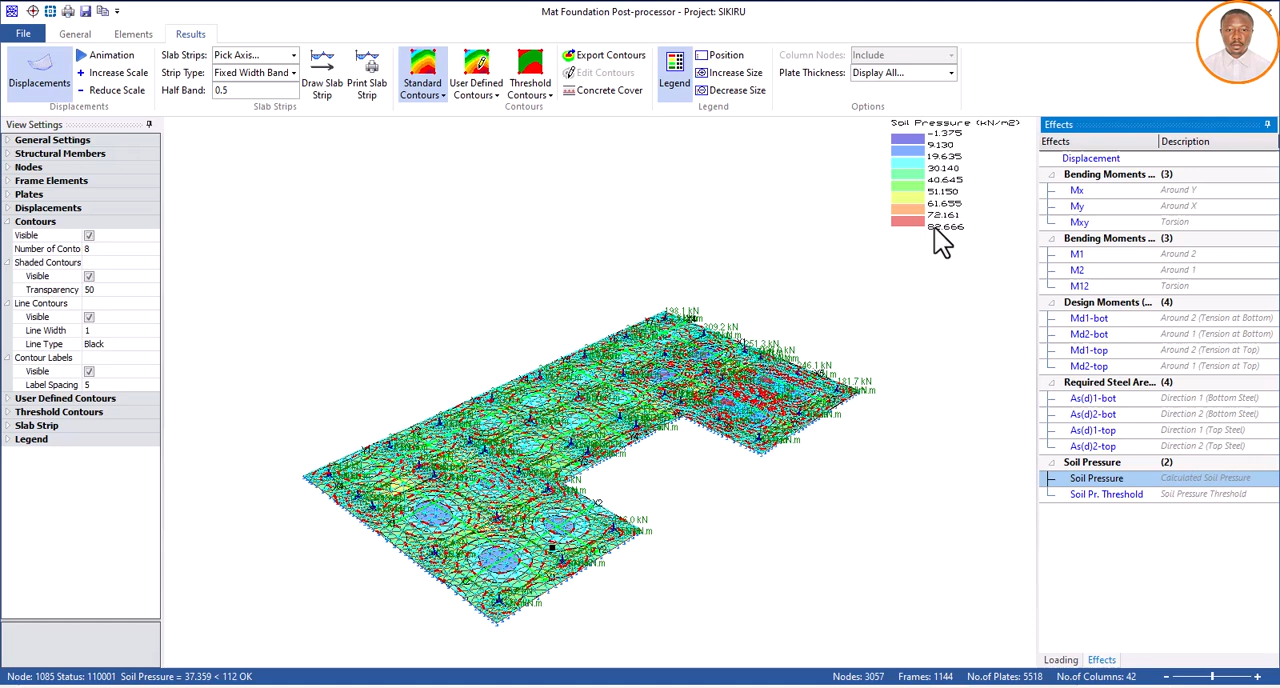 Mat Foundation Post-processor - Project: SIKIRU
File General Elements Results
Displacements
Animation
Increase Scale
Reduce Scale
Displacements
Slab Strips: Pick Axis...
Strip Type: Fixed Width Band
Half Band: 0.5
Draw Slab Strip
Print Slab Strip
Slab Strips
Standard Contours
User Defined Contours
Threshold Contours
Export Contours
Edit Contours
Concrete Cover
Contours
Legend
Position
Increase Size
Decrease Size
Legend
Column Nodes: Include
Plate Thickness: Display All...
Options
View Settings
General Settings
Structural Members
Nodes
Frame Elements
Plates
Displacements
Contours
Visible
Number of Conto 8
Shaded Contours
Visible
Transparency 50
Line Contours
Visible
Line Width 1
Line Type Black
Contour Labels
Visible
Label Spacing 5
User Defined Contours
Threshold Contours
Slab Strip
Legend
Soil Pressure (kN/m2)
-1.375
9.130
19.635
30.140
40.645
51.150
61.655
72.161
82.666
198.1 kN
309.2 kN
181.7 kN
Effects
Effects Description
Displacement
Bending Moments ... (3)
Mx Around Y
My Around X
Mxy Torsion
Bending Moments ... (3)
M1 Around 2
M2 Around 1
M12 Torsion
Design Moments (... (4)
Md1-bot Around 2 (Tension at Bottom)
Md2-bot Around 1 (Tension at Bottom)
Md1-top Around 2 (Tension at Top)
Md2-top Around 1 (Tension at Top)
Required Steel Are... (4)
As(d)1-bot Direction 1 (Bottom Steel)
As(d)2-bot Direction 2 (Bottom Steel)
As(d)1-top Direction 1 (Top Steel)
As(d)2-top Direction 2 (Top Steel)
Soil Pressure (2)
Soil Pressure Calculated Soil Pressure
Soil Pr. Threshold Soil Pressure Threshold
Loading Effects
Node: 1085 Status: 110001 Soil Pressure = 37.359 < 112 OK
Nodes: 3057 Frames: 1144 No.of Plates: 5518 No.of Columns: 42